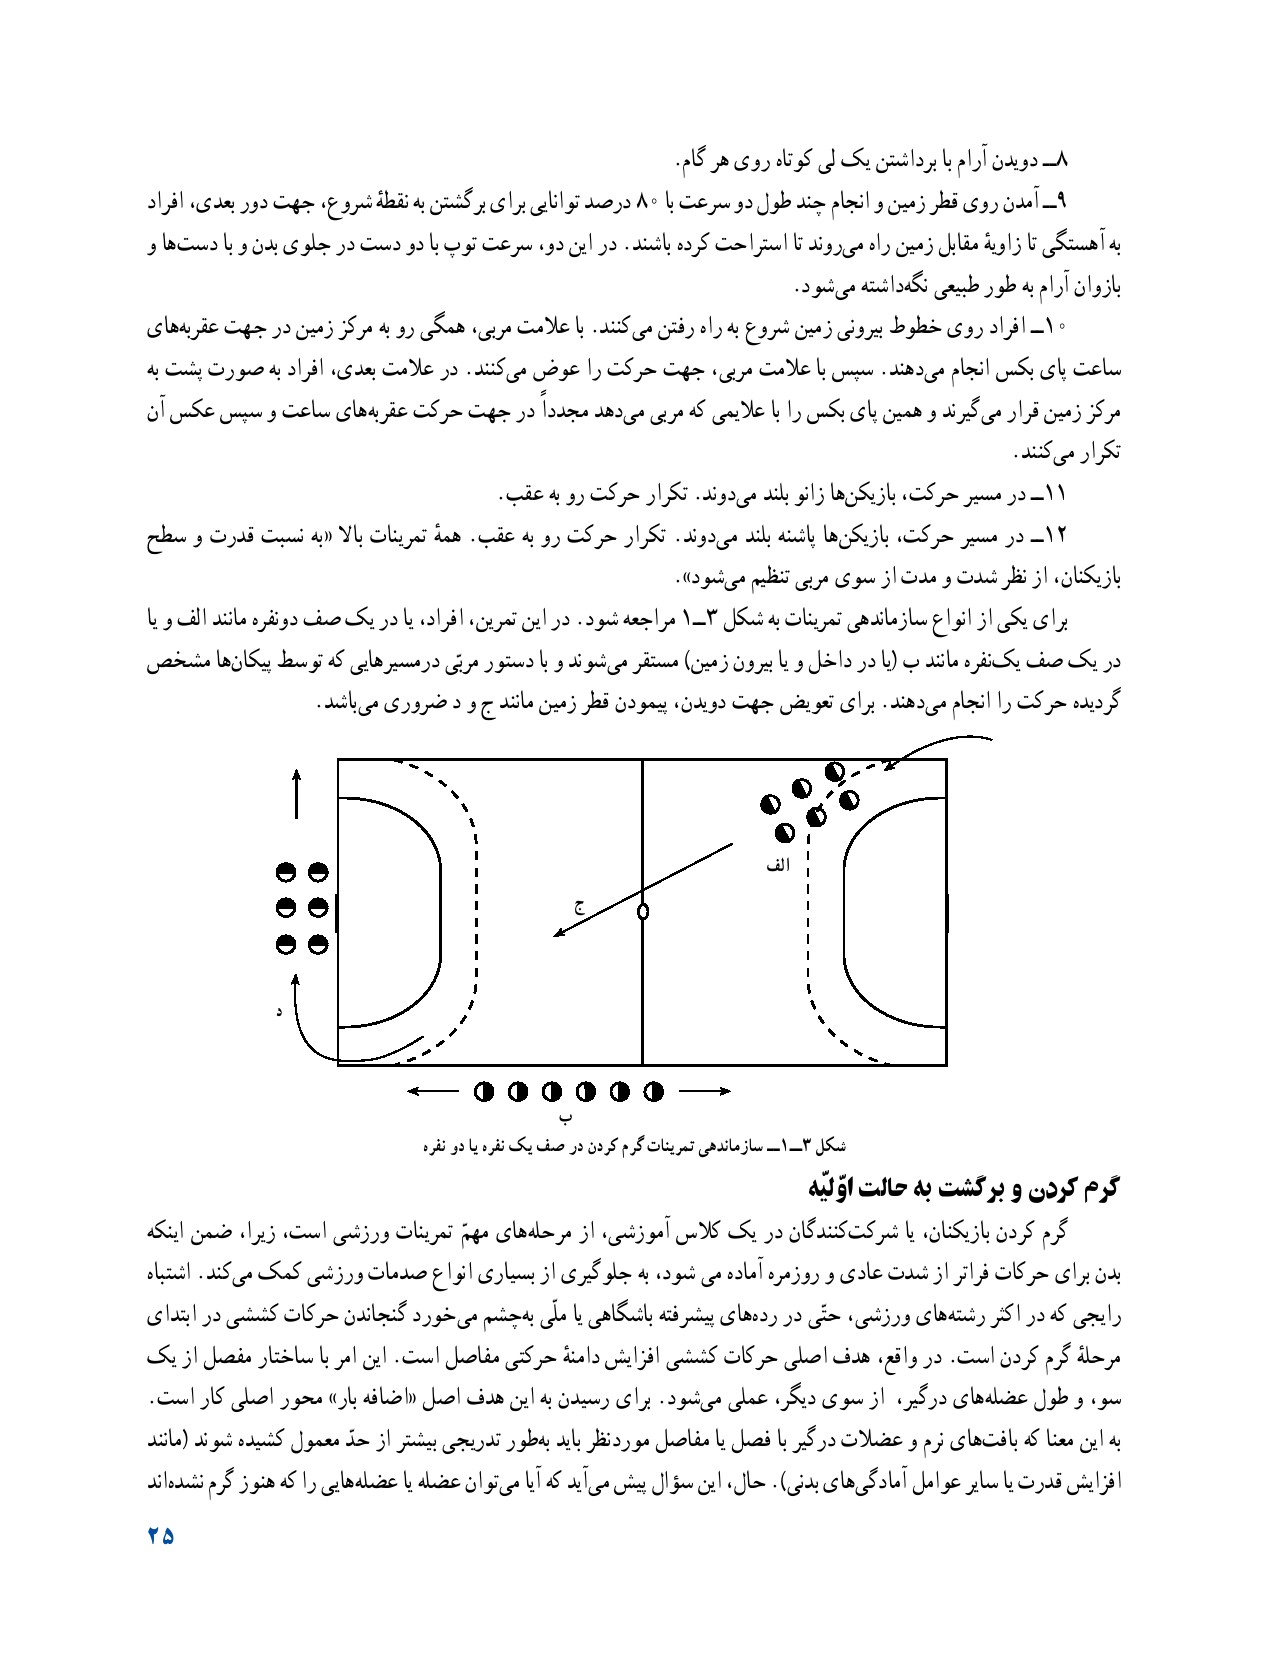 ۸ــ دویدن آرام با برداشتن یک لی کوتاه روی هر گام.
۹ــ آمدن روی قطر زمین و انجام چند طول دو سرعت با ۸۰ درصد توانایی برای برگشتن به نقطهٔ شروع، جهت دور بعدی، افراد
به آهستگی تا زاویهٔ مقابل زمین راه می‌روند تا استراحت کرده باشند. در این دو، سرعت توپ با دو دست در جلوی بدن و با دست‌ها و
بازوان آرام به طور طبیعی نگه‌داشته می‌شود.
۱۰ــ افراد روی خطوط بیرونی زمین شروع به راه رفتن می‌کنند. با علامت مربی، همگی رو به مرکز زمین در جهت عقربه‌های
ساعت پای بکس انجام می‌دهند. سپس با علامت مربی، جهت حرکت را عوض می‌کنند. در علامت بعدی، افراد به صورت پشت به
مرکز زمین قرار می‌گیرند و همین پای بکس را با علایمی که مربی می‌دهد مجدداً در جهت حرکت عقربه‌های ساعت و سپس عکس آن
تکرار می‌کنند.
۱۱ــ در مسیر حرکت، بازیکن‌ها زانو بلند می‌دوند. تکرار حرکت رو به عقب.
۱۲ــ در مسیر حرکت، بازیکن‌ها پاشنه بلند می‌دوند. تکرار حرکت رو به عقب. همهٔ تمرینات بالا «به نسبت قدرت و سطح
بازیکنان، از نظر شدت و مدت از سوی مربی تنظیم می‌شود».
برای یکی از انواع سازماندهی تمرینات به شکل ۳ــ۱ مراجعه شود. در این تمرین، افراد، یا در یک صف دونفره مانند الف و یا
در یک صف یک‌نفره مانند ب (یا در داخل و یا بیرون زمین) مستقر می‌شوند و با دستور مربّی درمسیرهایی که توسط پیکان‌ها مشخص
گردیده حرکت را انجام می‌دهند. برای تعویض جهت دویدن، پیمودن قطر زمین مانند ج و د ضروری می‌باشد.
الف
ج
د
ب
شکل ۳ــ۱ــ سازماندهی تمرینات گرم کردن در صف یک نفره یا دو نفره
گرم کردن و برگشت به حالت اوّلیّه
گرم کردن بازیکنان، یا شرکت‌کنندگان در یک کلاس آموزشی، از مرحله‌های مهمّ تمرینات ورزشی است، زیرا، ضمن اینکه
بدن برای حرکات فراتر از شدت عادی و روزمره آماده می شود، به جلوگیری از بسیاری انواع صدمات ورزشی کمک می‌کند. اشتباه
رایجی که در اکثر رشته‌های ورزشی، حتّی در رده‌های پیشرفته باشگاهی یا ملّی به‌چشم می‌خورد گنجاندن حرکات کششی در ابتدای
مرحلهٔ گرم کردن است. در واقع، هدف اصلی حرکات کششی افزایش دامنهٔ حرکتی مفاصل است. این امر با ساختار مفصل از یک
سو، و طول عضله‌های درگیر، از سوی دیگر، عملی می‌شود. برای رسیدن به این هدف اصل «اضافه بار» محور اصلی کار است.
به این معنا که بافت‌های نرم و عضلات درگیر با فصل یا مفاصل موردنظر باید به‌طور تدریجی بیشتر از حدّ معمول کشیده شوند (مانند
افزایش قدرت یا سایر عوامل آمادگی‌های بدنی). حال، این سؤال پیش می‌آید که آیا می‌توان عضله یا عضله‌هایی را که هنوز گرم نشده‌اند
۲۵